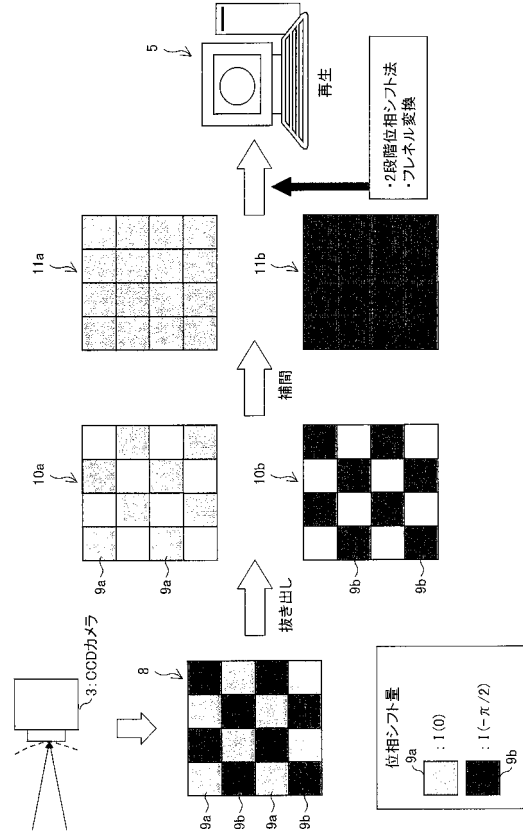 3:CCDカメラ
8
9a
9b
9a
9b
抜き出し
10a
9a
9a
10b
9b
9b
補間
11a
11b
5
再生
・2段階位相シフト法
・フレネル変換
位相シフト量
9a
: I(0)
: I(-π/2)
9b